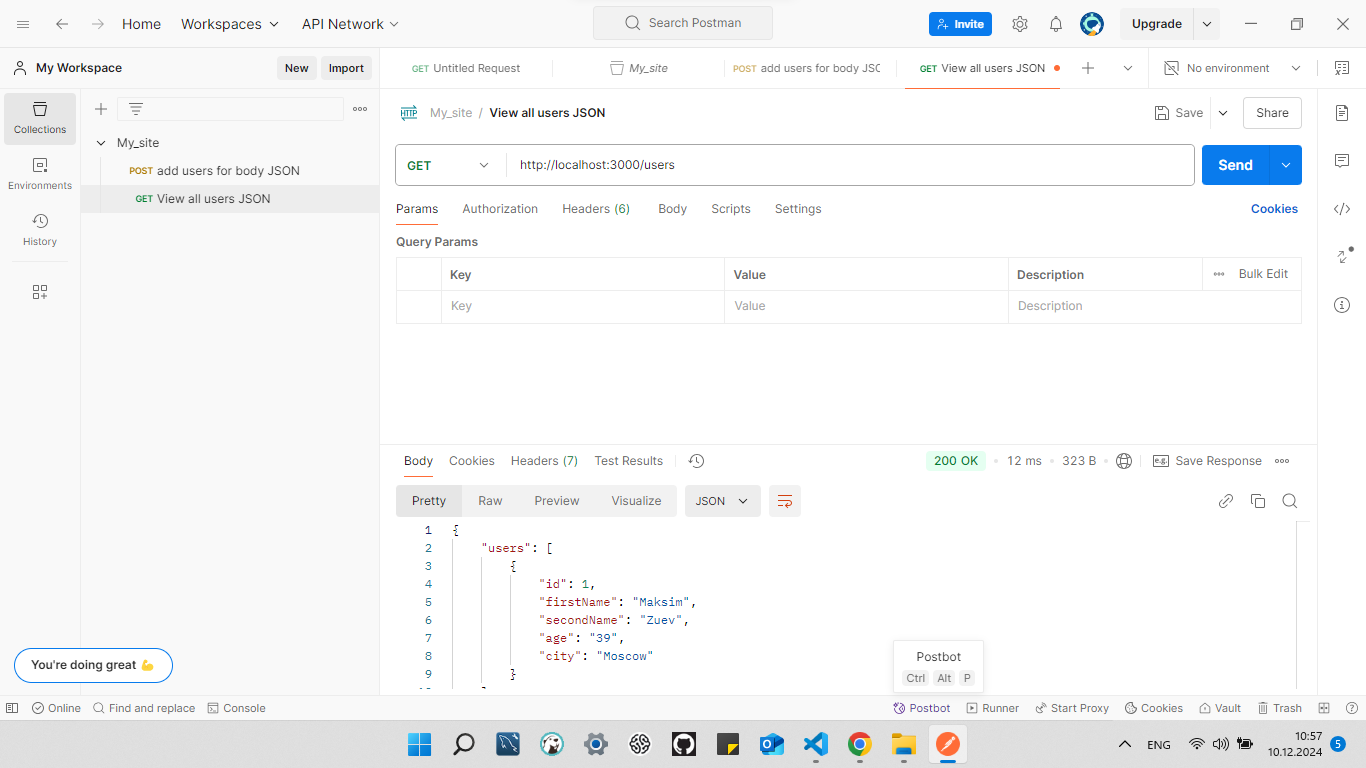 Home Workspaces API Network Search Postman Invite Upgrade
My Workspace New Import GET Untitled Request My_site POST add users for body JSC GET View all users JSON No environment
Collections
My_site
POST add users for body JSON
GET View all users JSON
Environments
History
HTTP My_site / View all users JSON Save Share
GET http://localhost:3000/users Send
Params Authorization Headers (6) Body Scripts Settings Cookies
Query Params
Key Value Description Bulk Edit
Key Value Description
Body Cookies Headers (7) Test Results 200 OK 12 ms 323 B e.g. Save Response
Pretty Raw Preview Visualize JSON
1 {
2 "users": [
3 {
4 "id": 1,
5 "firstName": "Maksim",
6 "secondName": "Zuev",
7 "age": "39",
8 "city": "Moscow"
9 }
You're doing great
Postbot
Ctrl Alt P
Online Find and replace Console Postbot Runner Start Proxy Cookies Vault Trash
ENG 10:57
10.12.2024 5